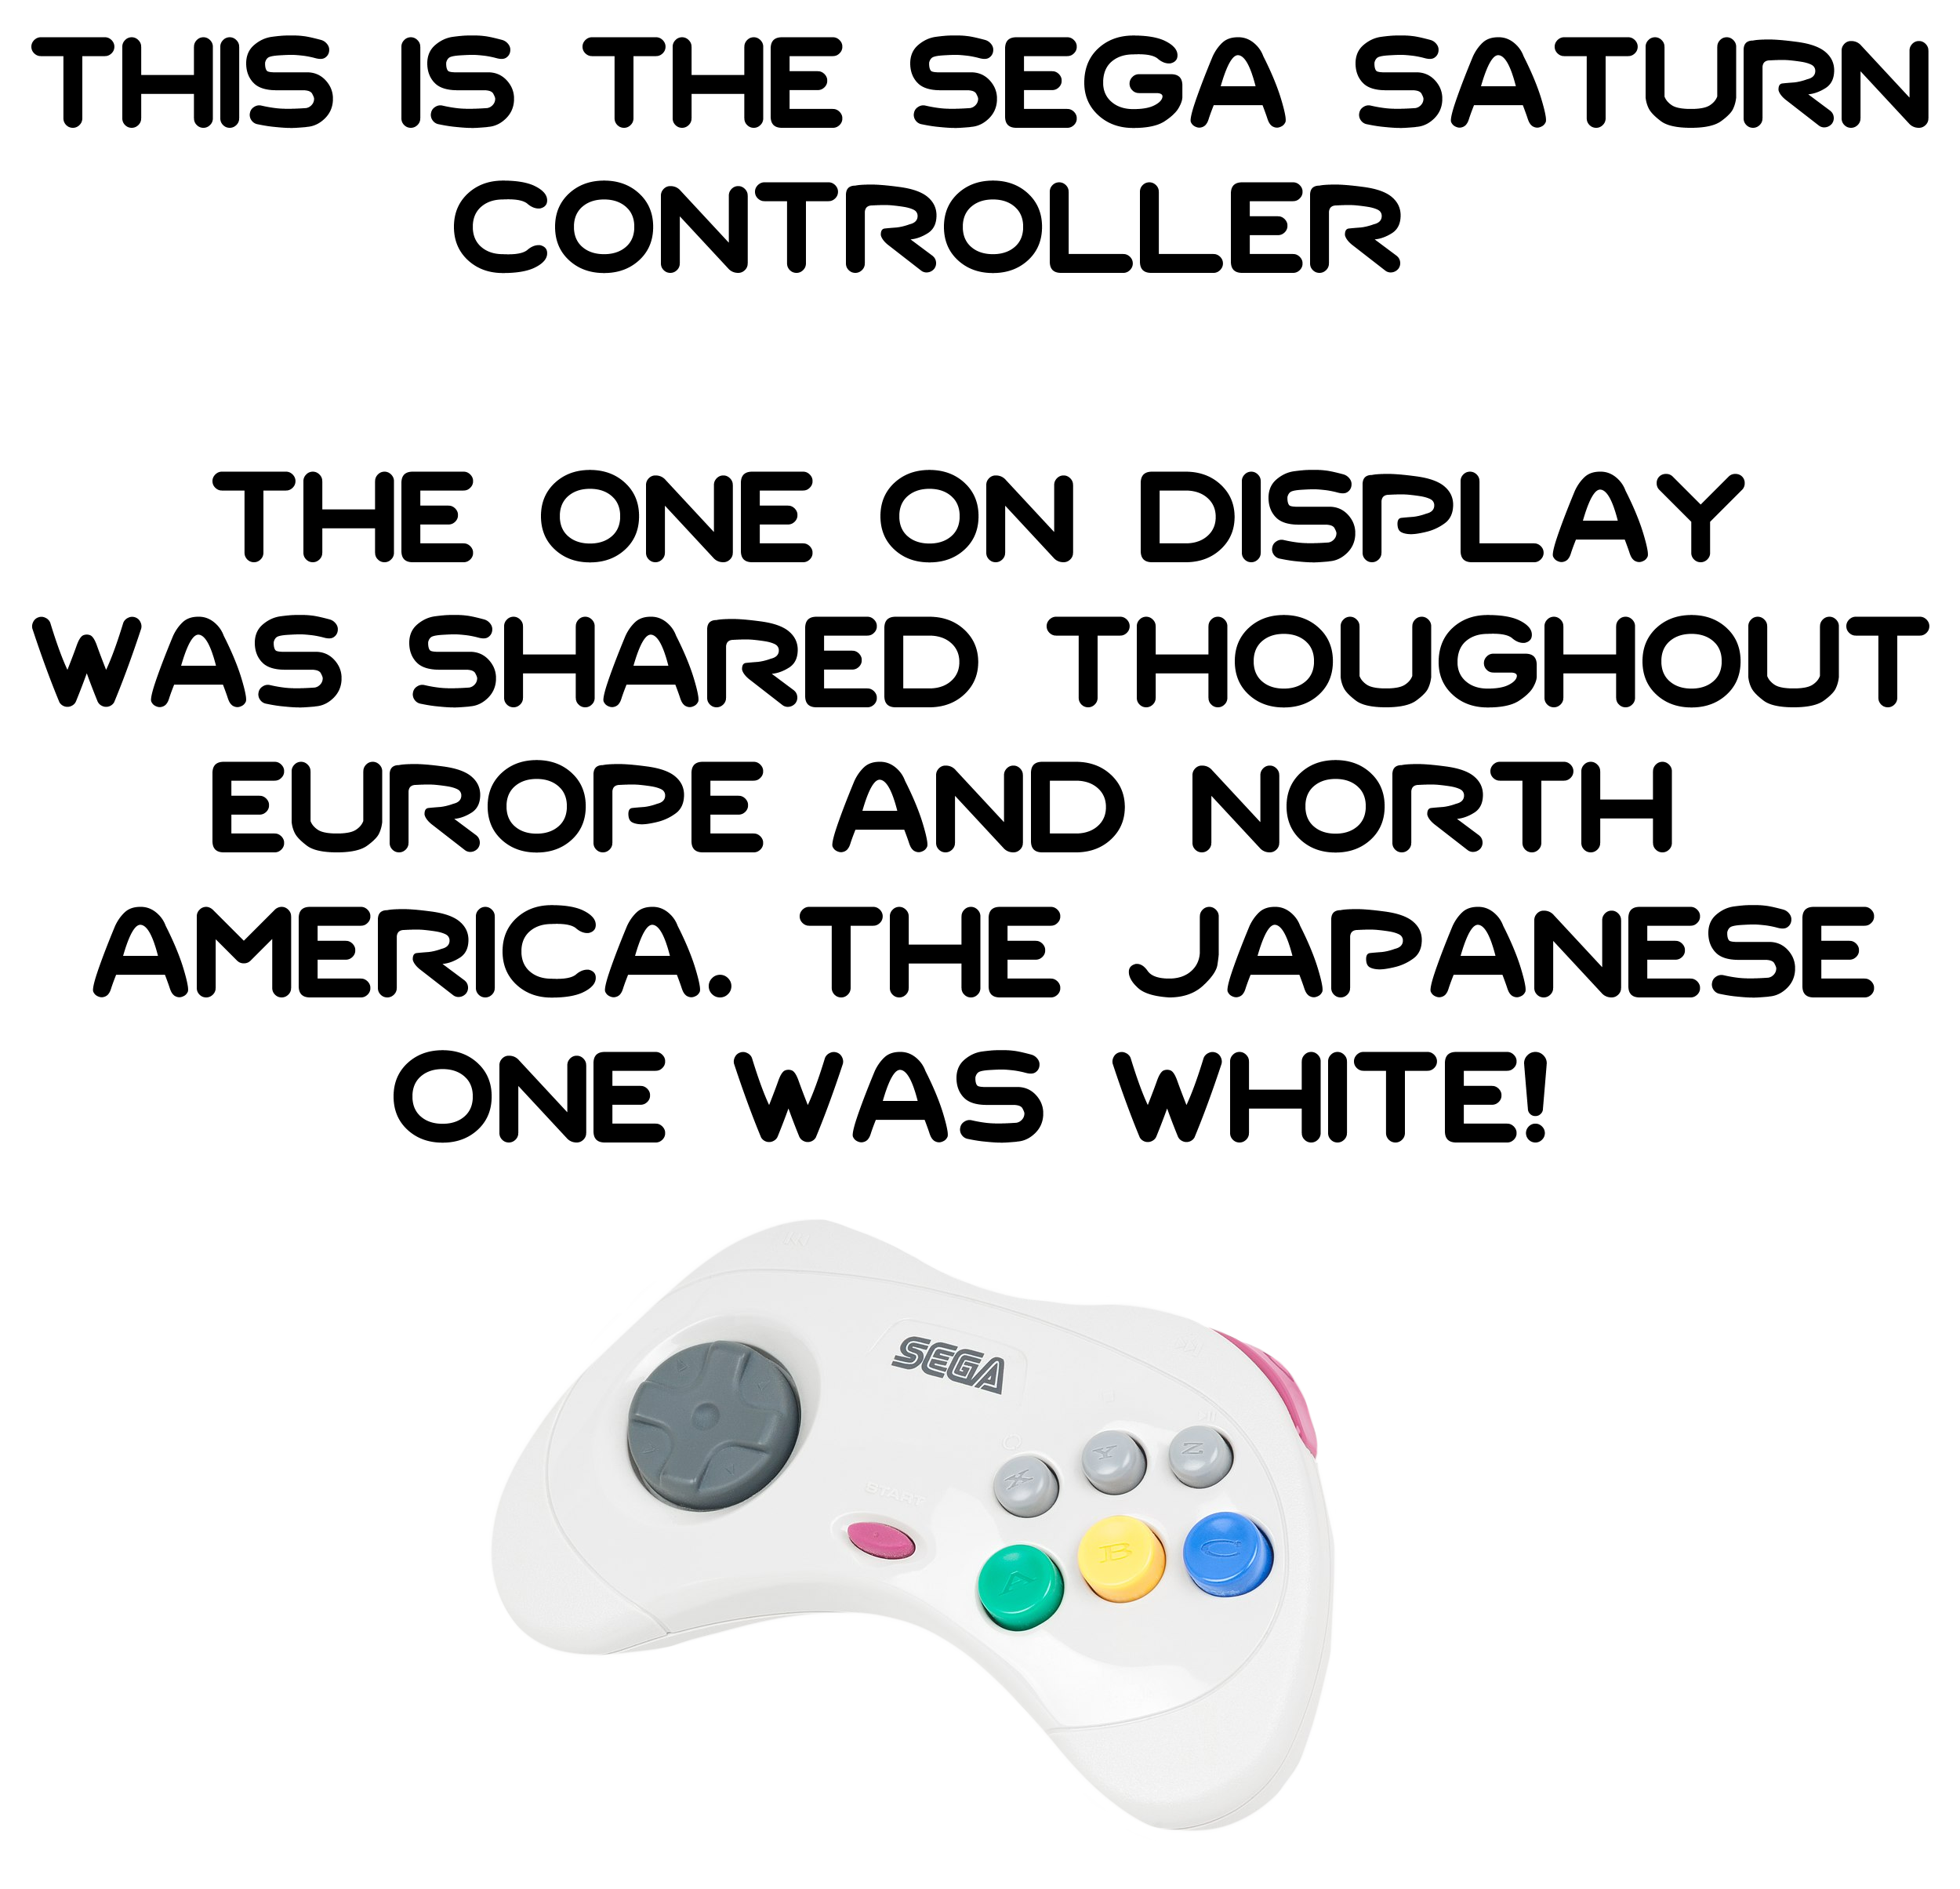 THIS IS THE SEGA SATURN
CONTROLLER
THE ONE ON DISPLAY
WAS SHARED THOUGHOUT
EUROPE AND NORTH
AMERICA. THE JAPANESE
ONE WAS WHITE!
SEGA
X Y Z
START
A B C